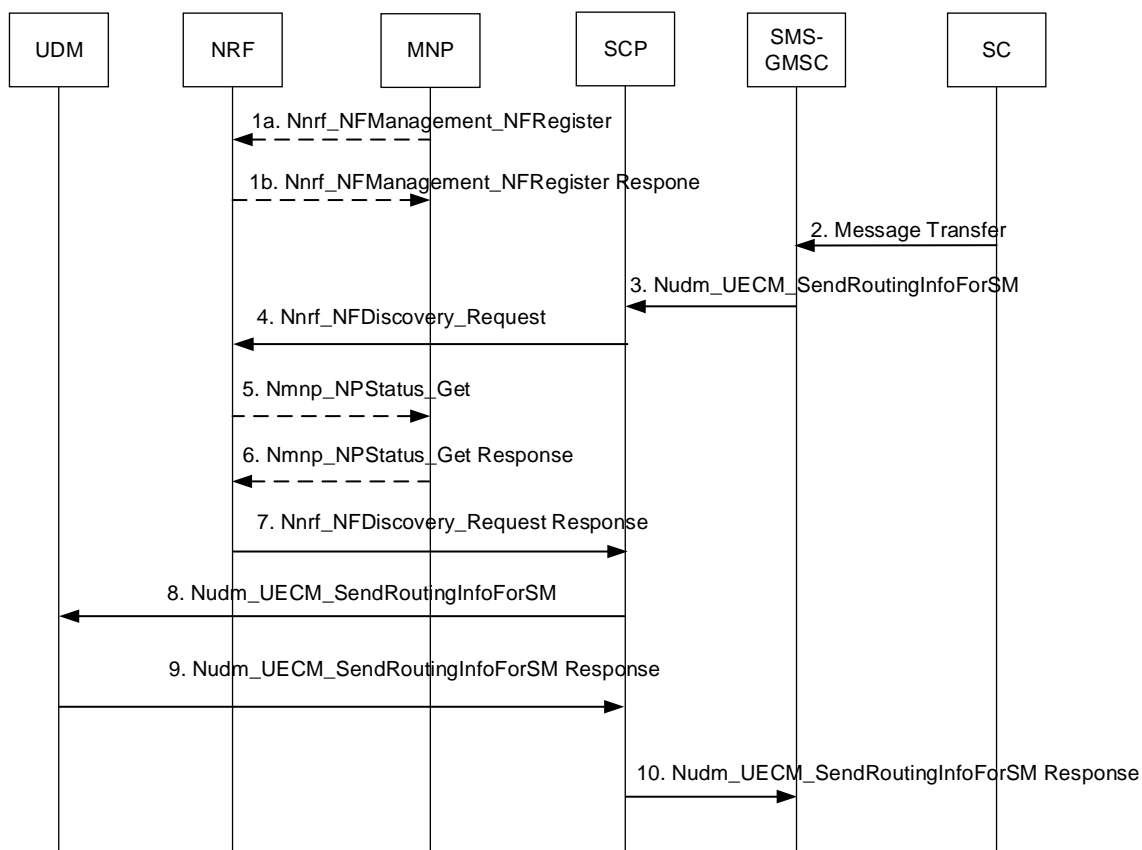 UDM
NRF
MNP
SCP
SMS-
GMSC
SC
1a. Nnrf_NFManagement_NFRegister
1b. Nnrf_NFManagement_NFRegister Respone
2. Message Transfer
3. Nudm_UECM_SendRoutingInfoForSM
4. Nnrf_NFDiscovery_Request
5. Nmnp_NPStatus_Get
6. Nmnp_NPStatus_Get Response
7. Nnrf_NFDiscovery_Request Response
8. Nudm_UECM_SendRoutingInfoForSM
9. Nudm_UECM_SendRoutingInfoForSM Response
10. Nudm_UECM_SendRoutingInfoForSM Response